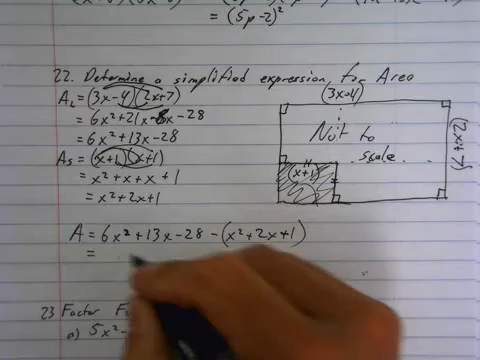 = (5p-2)²
22. Determine a simplified expression for Area
A_L = (3x-4)(2x+7)
= 6x²+21x-8x-28
= 6x²+13x-28
A_S = (x+1)(x+1)
= x²+x+x+1
= x²+2x+1
(3x-4)
Not to
scale
(x+1)
(2x+7)
A = 6x²+13x-28-(x²+2x+1)
=
23 Factor
a) 5x²-